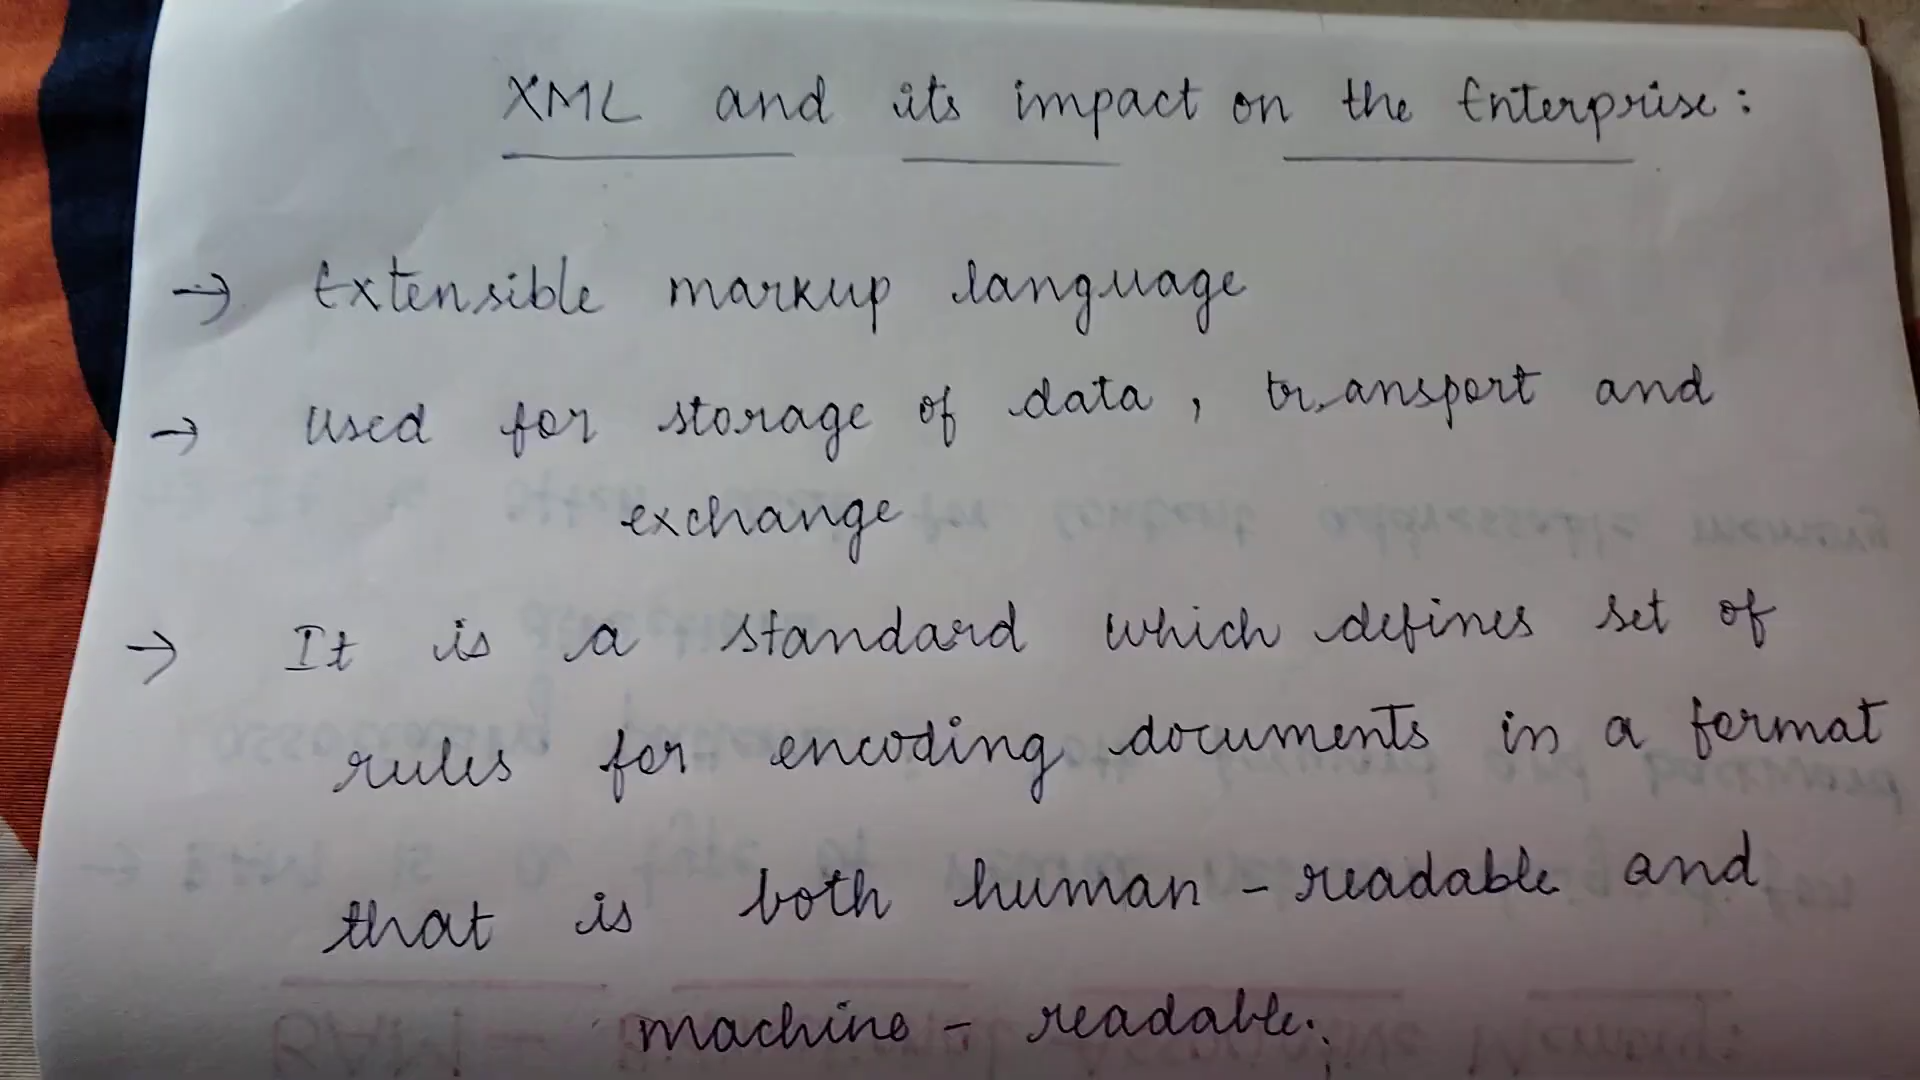 XML and its impact on the Enterprise:
→ Extensible markup language
→ used for storage of data, transport and
exchange
→ It is a standard which defines set of
rules for encoding documents in a format
that is both human - readable and
machine - readable.